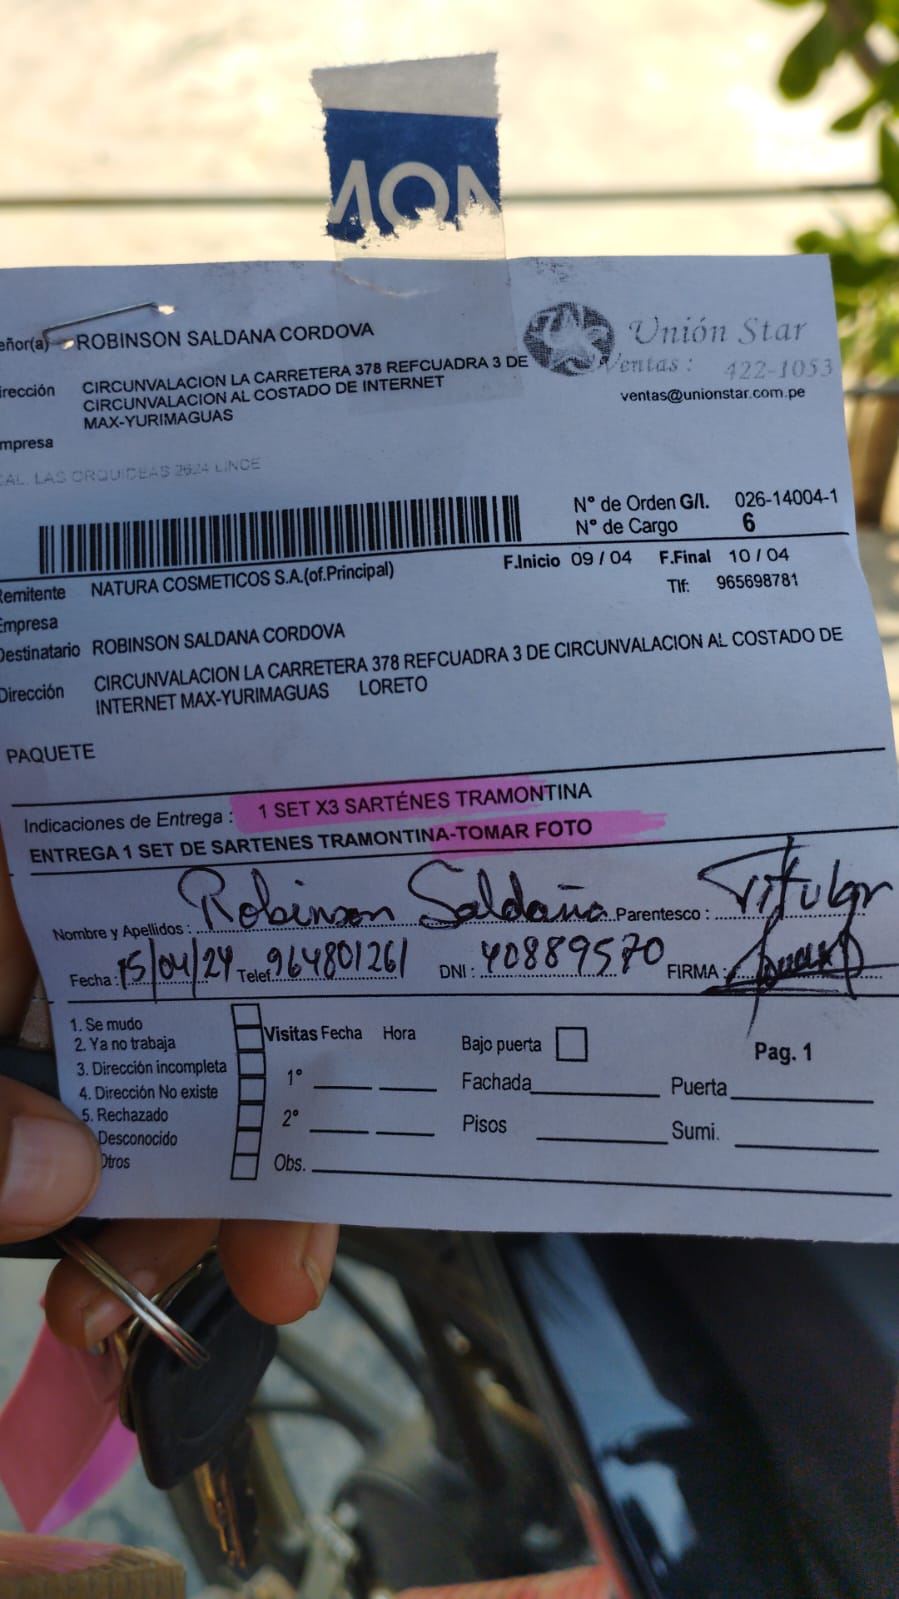 MON
eñor(a) ROBINSON SALDANA CORDOVA
Unión Star
Ventas : 422-1053
ventas@unionstar.com.pe
irección CIRCUNVALACION LA CARRETERA 378 REFCUADRA 3 DE
CIRCUNVALACION AL COSTADO DE INTERNET
MAX-YURIMAGUAS
mpresa
CAL. LAS ORQUIDEAS 2624 LINCE
N° de Orden G/I. 026-14004-1
N° de Cargo 6
F.Inicio 09 / 04 F.Final 10 / 04
Tlf: 965698781
Remitente NATURA COSMETICOS S.A.(of.Principal)
Empresa
Destinatario ROBINSON SALDANA CORDOVA
Dirección CIRCUNVALACION LA CARRETERA 378 REFCUADRA 3 DE CIRCUNVALACION AL COSTADO DE
INTERNET MAX-YURIMAGUAS LORETO
PAQUETE
Indicaciones de Entrega : 1 SET X3 SARTÉNES TRAMONTINA
ENTREGA 1 SET DE SARTENES TRAMONTINA-TOMAR FOTO
Nombre y Apellidos : Robinson Saldaña Parentesco : Titular
Fecha : 15/04/24 Telef. 964801261 DNI : 40889570 FIRMA :
1. Se mudo
2. Ya no trabaja
3. Dirección incompleta
4. Dirección No existe
5. Rechazado
Desconocido
Otros
Visitas Fecha Hora
1°
2°
Obs.
Bajo puerta
Fachada Puerta
Pisos Sumi.
Pag. 1